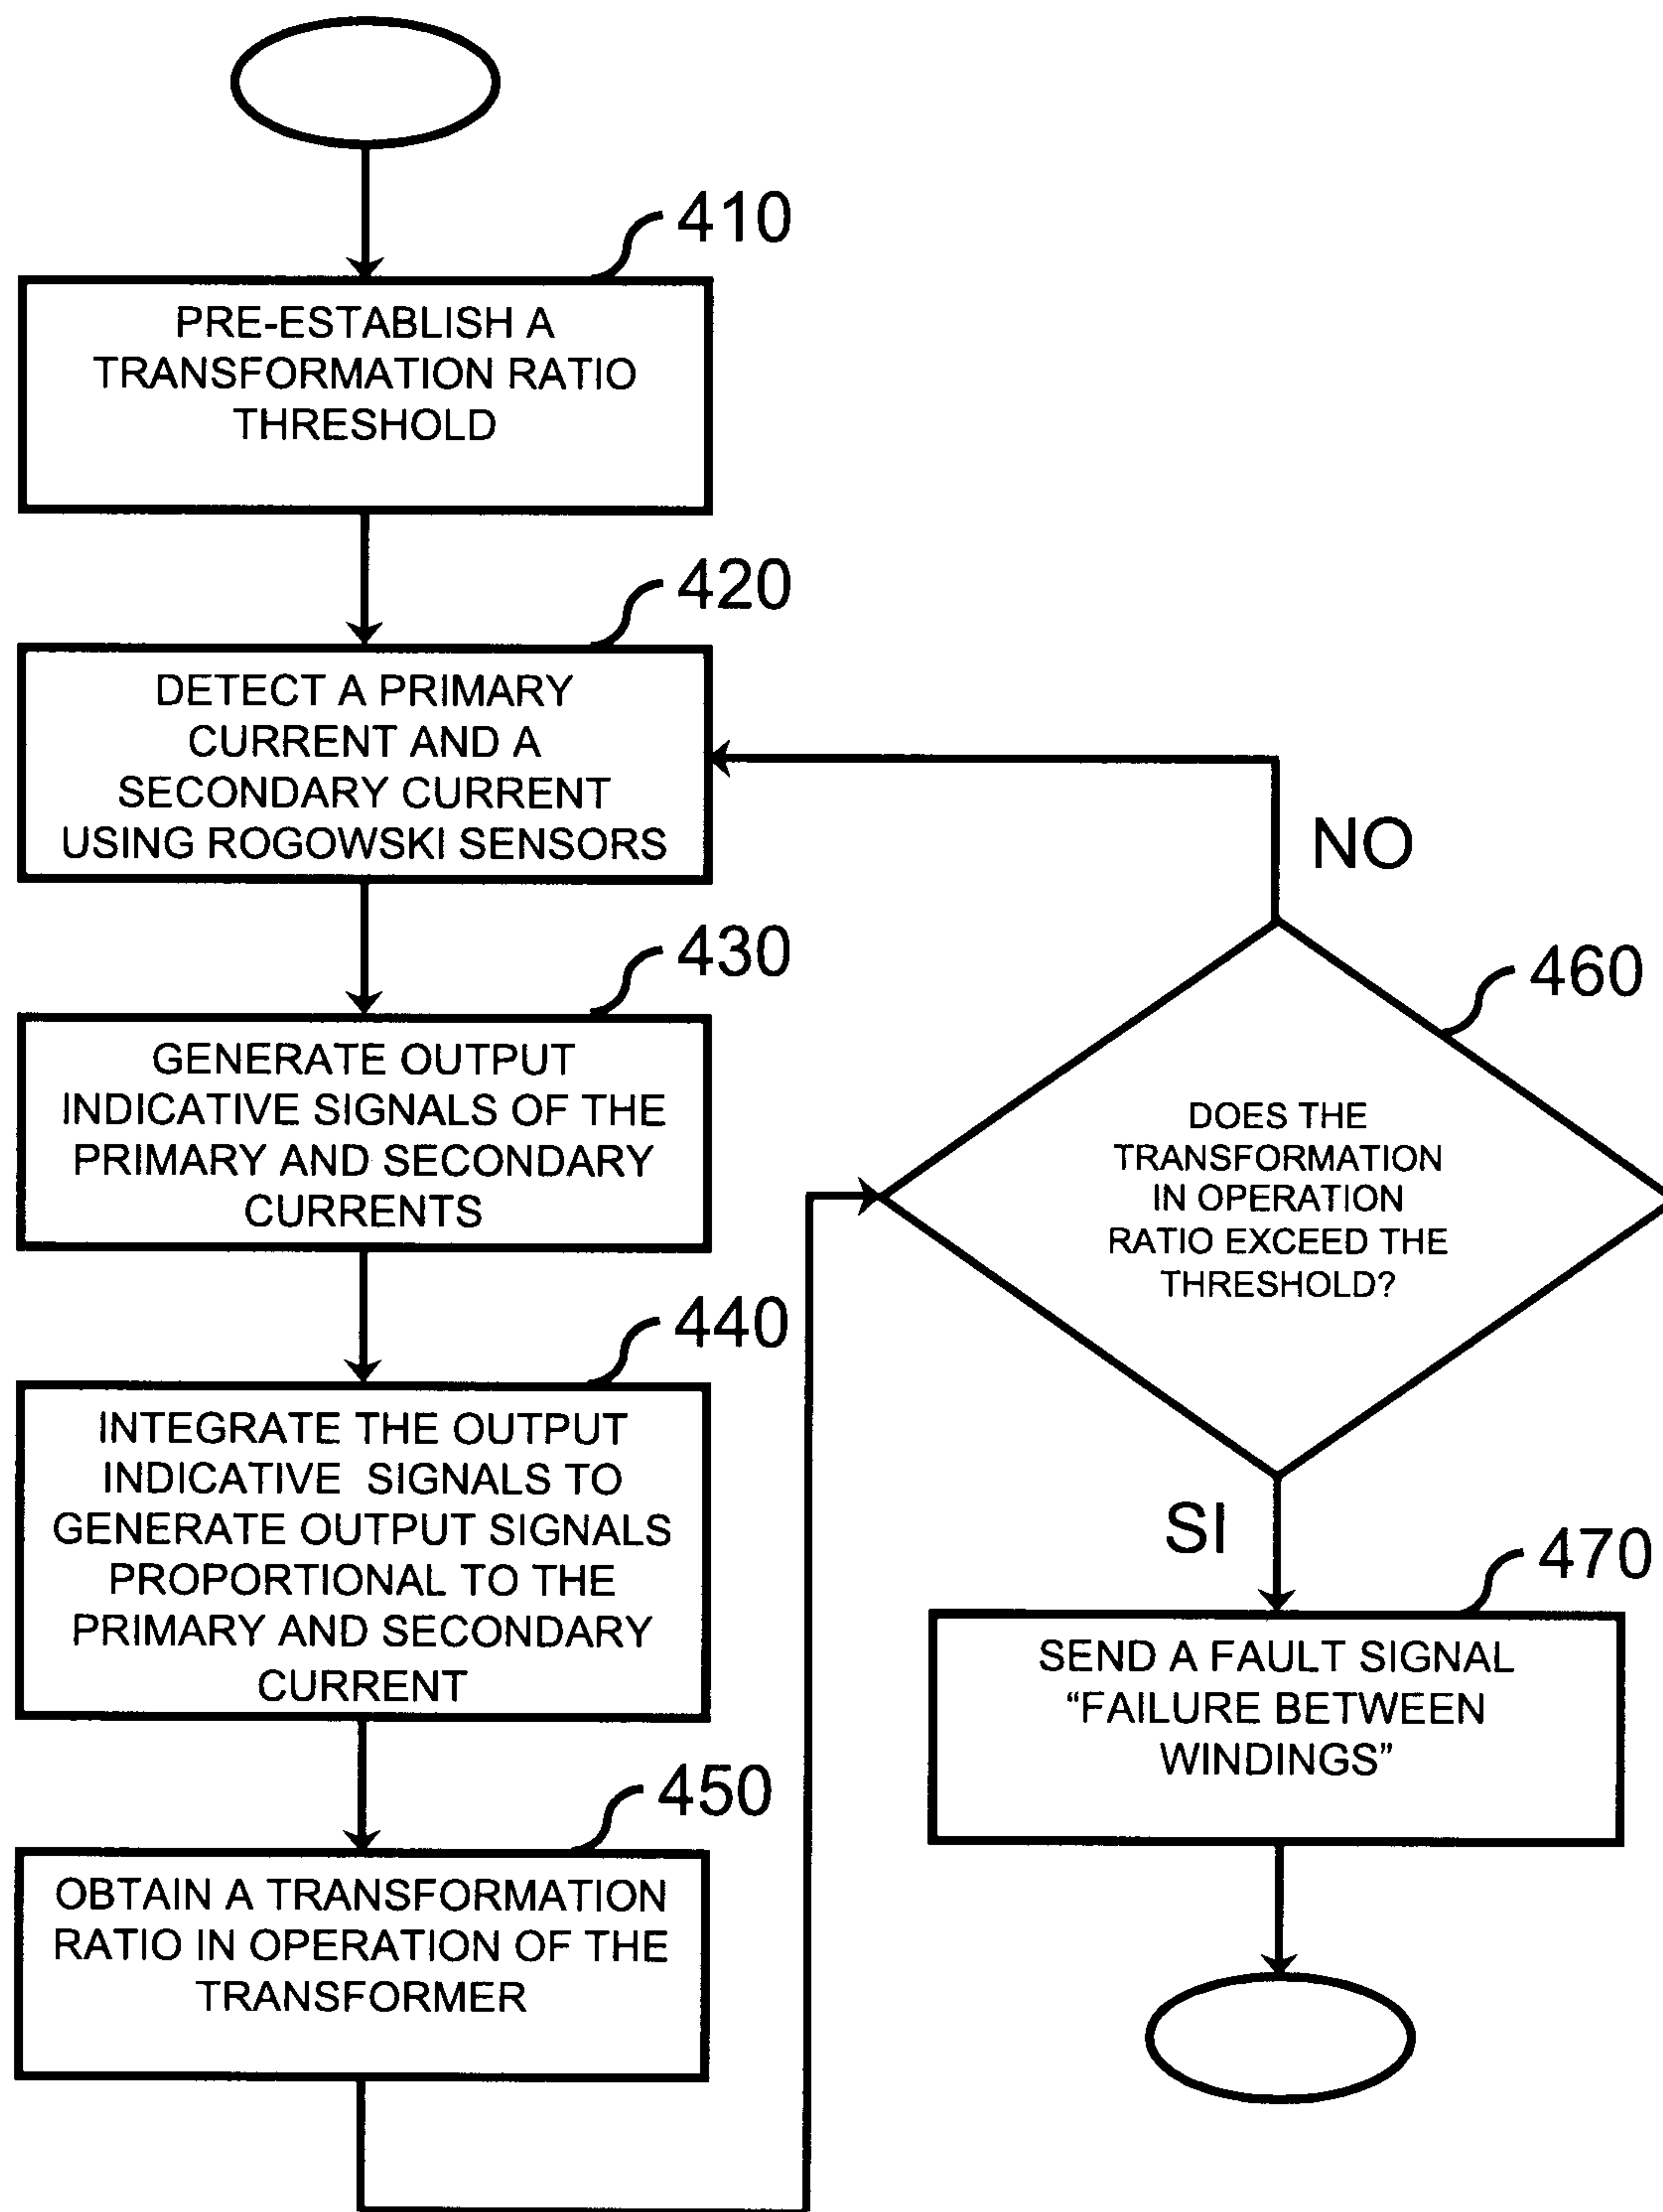 410
PRE-ESTABLISH A
TRANSFORMATION RATIO
THRESHOLD
420
DETECT A PRIMARY
CURRENT AND A
SECONDARY CURRENT
USING ROGOWSKI SENSORS
430
GENERATE OUTPUT
INDICATIVE SIGNALS OF THE
PRIMARY AND SECONDARY
CURRENTS
440
INTEGRATE THE OUTPUT
INDICATIVE SIGNALS TO
GENERATE OUTPUT SIGNALS
PROPORTIONAL TO THE
PRIMARY AND SECONDARY
CURRENT
450
OBTAIN A TRANSFORMATION
RATIO IN OPERATION OF THE
TRANSFORMER
NO
460
DOES THE
TRANSFORMATION
IN OPERATION
RATIO EXCEED THE
THRESHOLD?
SI
470
SEND A FAULT SIGNAL
“FAILURE BETWEEN
WINDINGS”